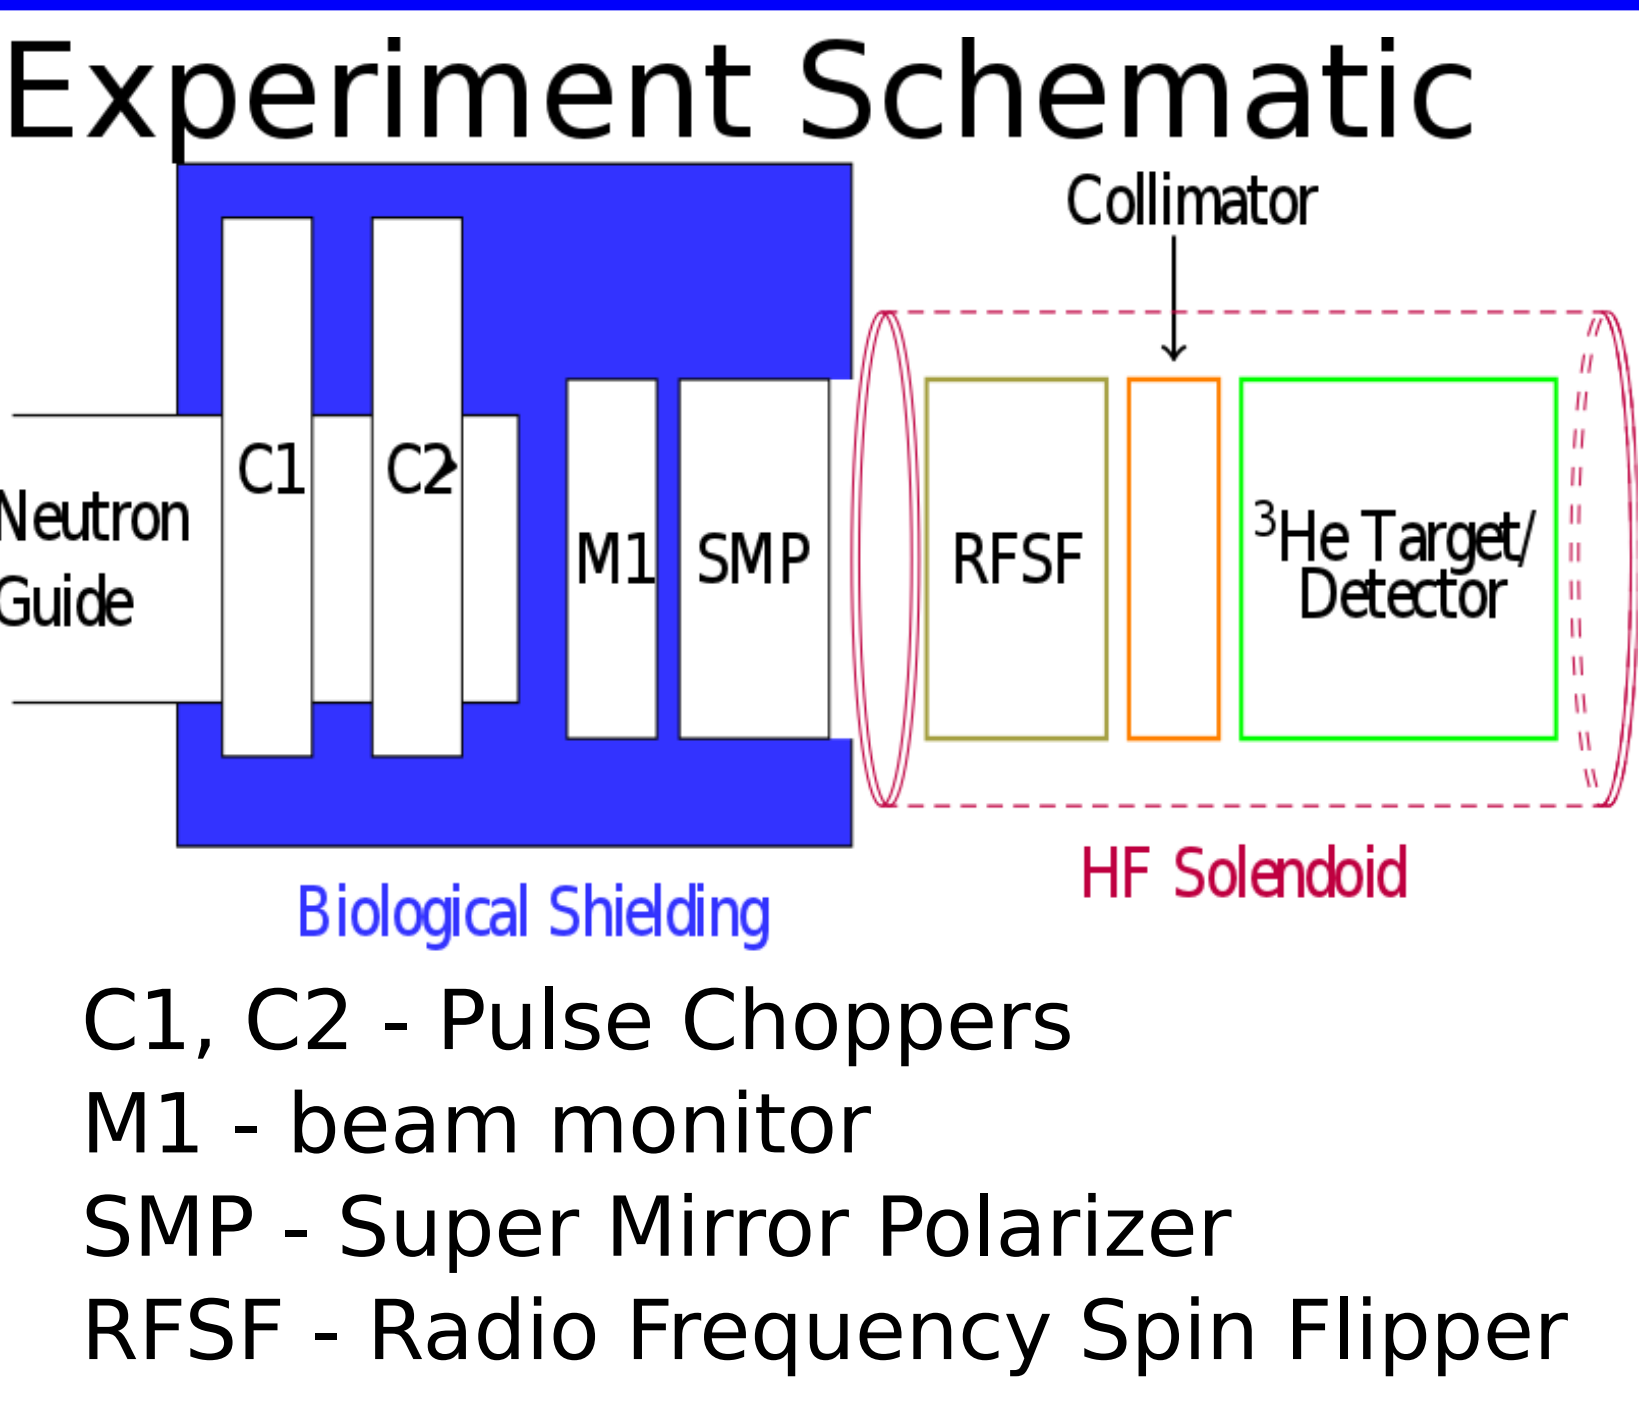 Experiment Schematic
Collimator
C1
C2
Neutron
Guide
M1
SMP
RFSF
³He Target/
Detector
HF Solendoid
Biological Shielding
C1, C2 - Pulse Choppers
M1 - beam monitor
SMP - Super Mirror Polarizer
RFSF - Radio Frequency Spin Flipper